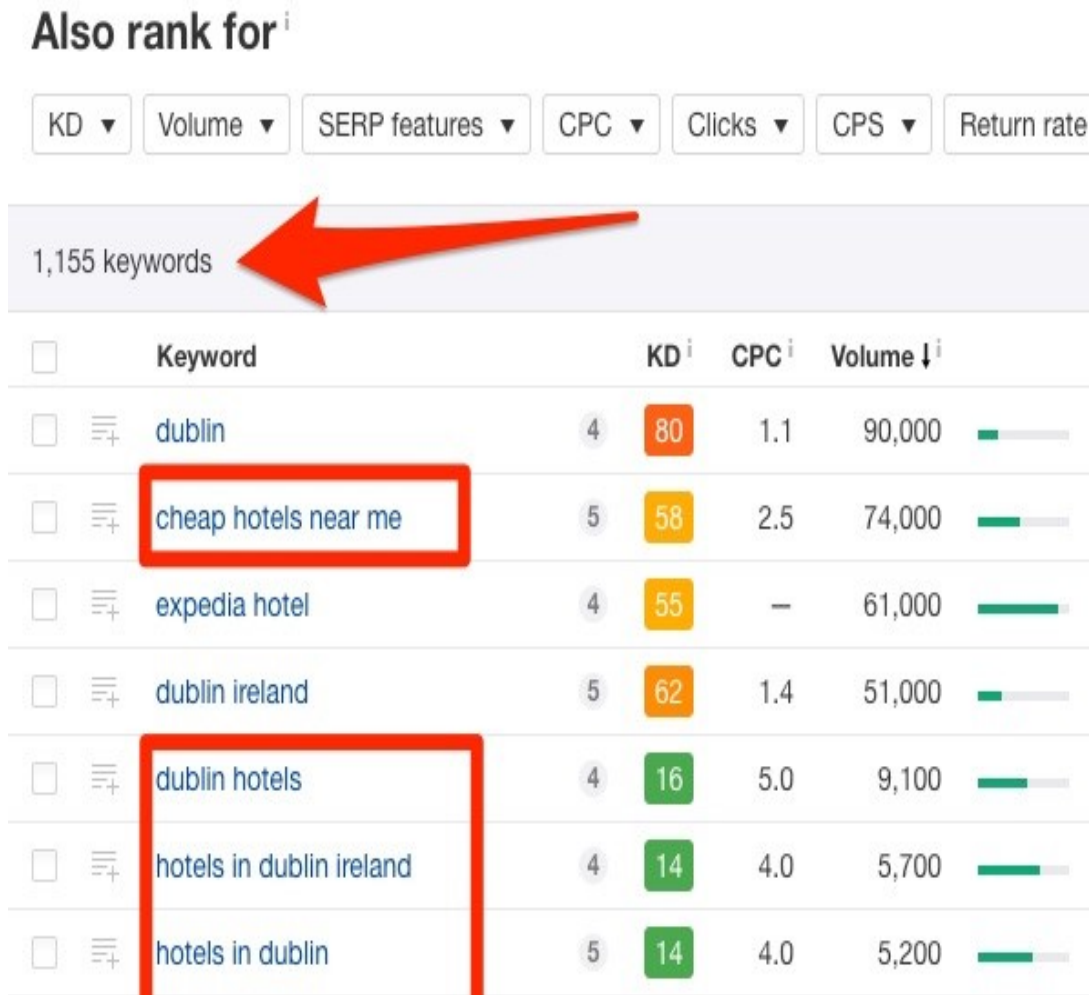 Also rank for i
KD ▼ Volume ▼ SERP features ▼ CPC ▼ Clicks ▼ CPS ▼ Return rate
1,155 keywords
Keyword KD i CPC i Volume ↓ i
dublin 4 80 1.1 90,000
cheap hotels near me 5 58 2.5 74,000
expedia hotel 4 55 – 61,000
dublin ireland 5 62 1.4 51,000
dublin hotels 4 16 5.0 9,100
hotels in dublin ireland 4 14 4.0 5,700
hotels in dublin 5 14 4.0 5,200